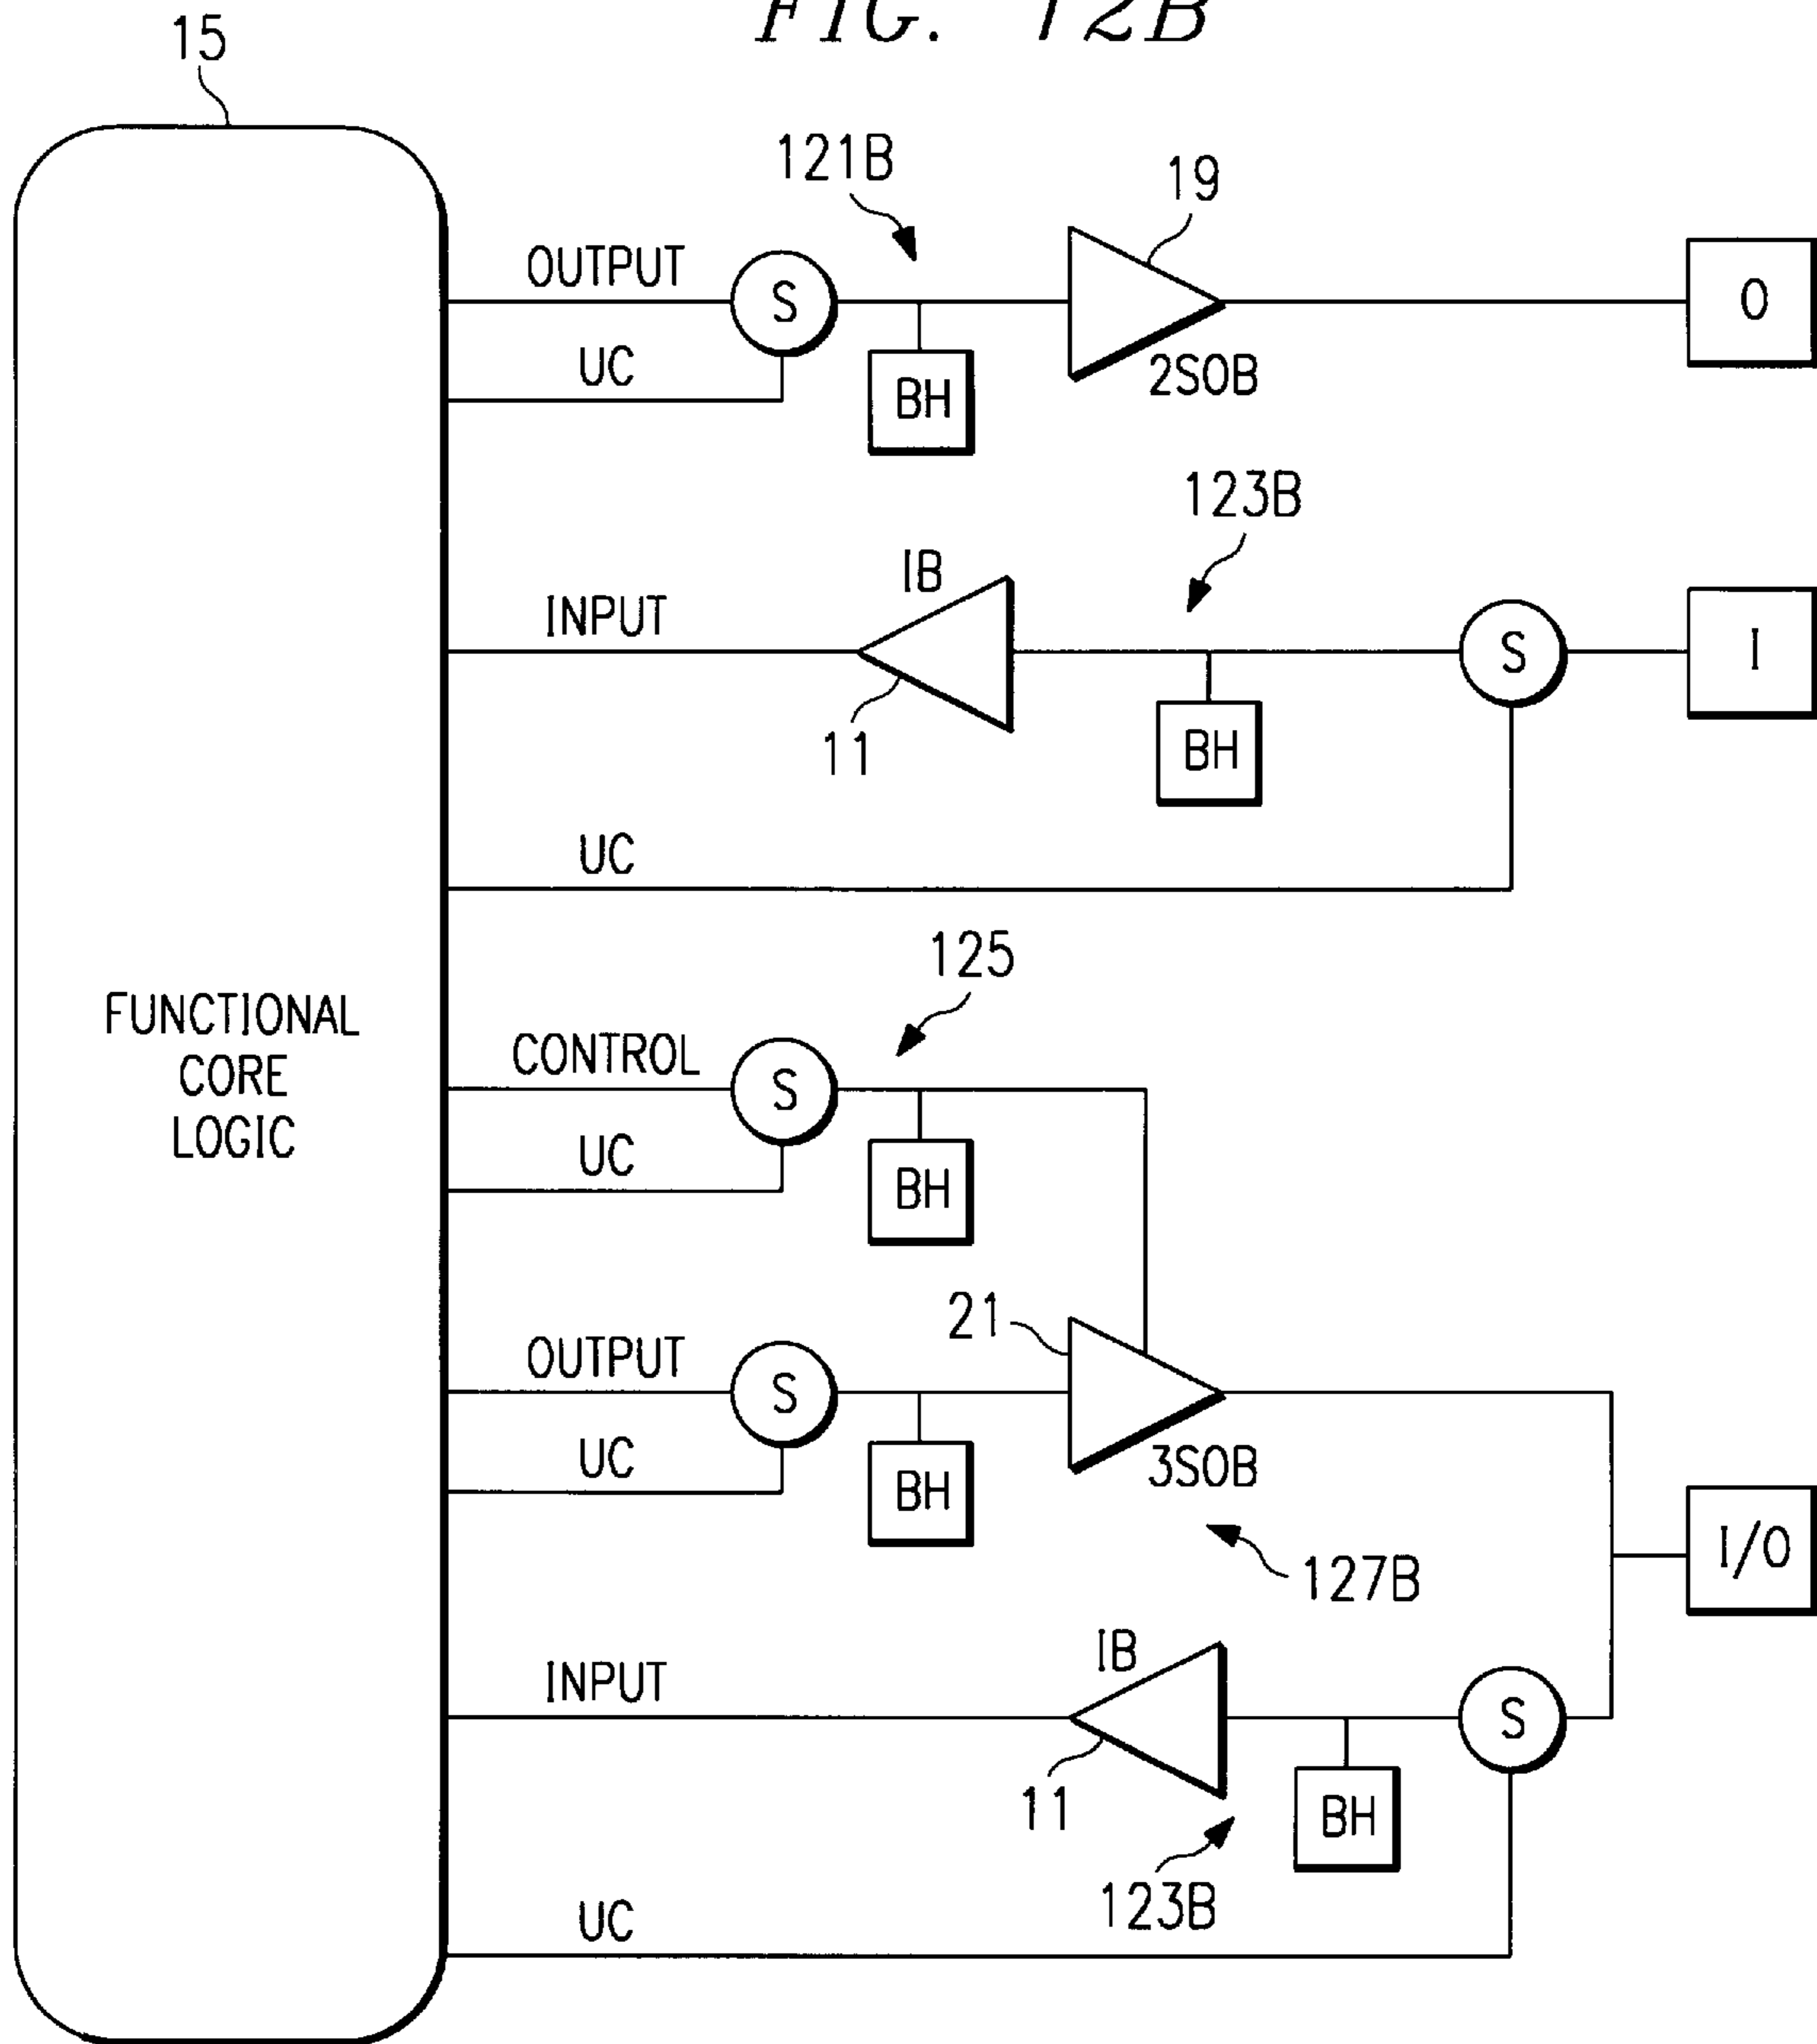 FIG. 12B
15
121B
19
OUTPUT
S
O
UC
BH
2SOB
123B
IB
INPUT
S
I
11
BH
UC
125
FUNCTIONAL
CORE
LOGIC
CONTROL
S
UC
BH
21
OUTPUT
S
UC
BH
3SOB
I/O
127B
IB
INPUT
S
11
BH
123B
UC